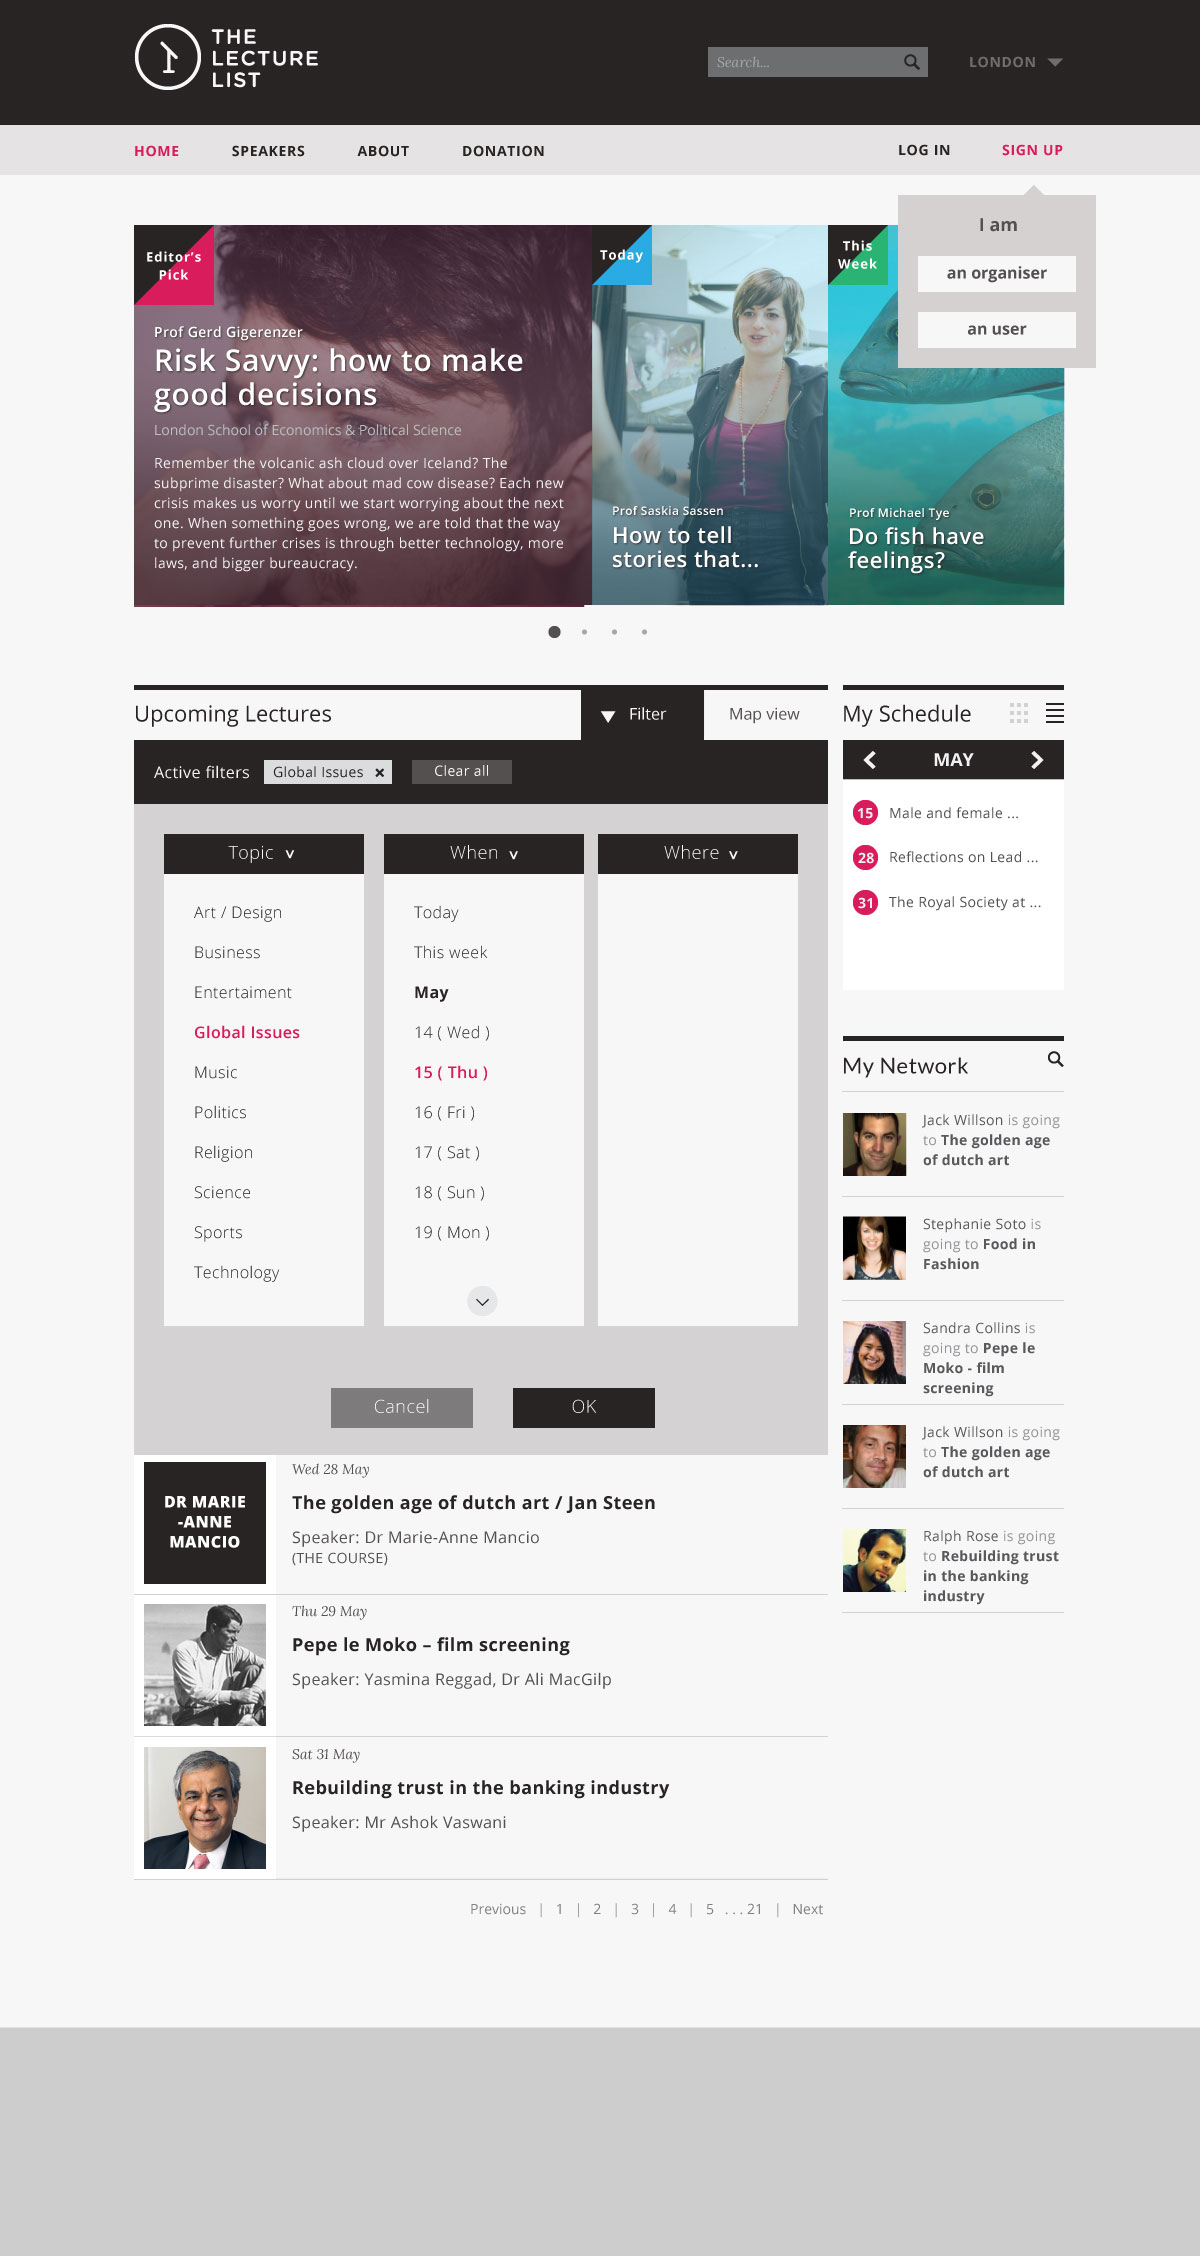 THE
LECTURE
LIST
Search...
LONDON
HOME
SPEAKERS
ABOUT
DONATION
LOG IN
SIGN UP
I am
an organiser
an user
Editor's
Pick
Prof Gerd Gigerenzer
Risk Savvy: how to make
good decisions
London School of Economics & Political Science
Remember the volcanic ash cloud over Iceland? The
subprime disaster? What about mad cow disease? Each new
crisis makes us worry until we start worrying about the next
one. When something goes wrong, we are told that the way
to prevent further crises is through better technology, more
laws, and bigger bureaucracy.
Today
Prof Saskia Sassen
How to tell
stories that...
This
Week
Prof Michael Tye
Do fish have
feelings?
Upcoming Lectures
Filter
Map view
Active filters
Global Issues ×
Clear all
Topic
Art / Design
Business
Entertaiment
Global Issues
Music
Politics
Religion
Science
Sports
Technology
When
Today
This week
May
14 ( Wed )
15 ( Thu )
16 ( Fri )
17 ( Sat )
18 ( Sun )
19 ( Mon )
Where
Cancel
OK
DR MARIE
-ANNE
MANCIO
Wed 28 May
The golden age of dutch art / Jan Steen
Speaker: Dr Marie-Anne Mancio
(THE COURSE)
Thu 29 May
Pepe le Moko – film screening
Speaker: Yasmina Reggad, Dr Ali MacGilp
Sat 31 May
Rebuilding trust in the banking industry
Speaker: Mr Ashok Vaswani
Previous | 1 | 2 | 3 | 4 | 5 . . . 21 | Next
My Schedule
MAY
15 Male and female ...
28 Reflections on Lead ...
31 The Royal Society at ...
My Network
Jack Willson is going
to The golden age
of dutch art
Stephanie Soto is
going to Food in
Fashion
Sandra Collins is
going to Pepe le
Moko - film
screening
Jack Willson is going
to The golden age
of dutch art
Ralph Rose is going
to Rebuilding trust
in the banking
industry